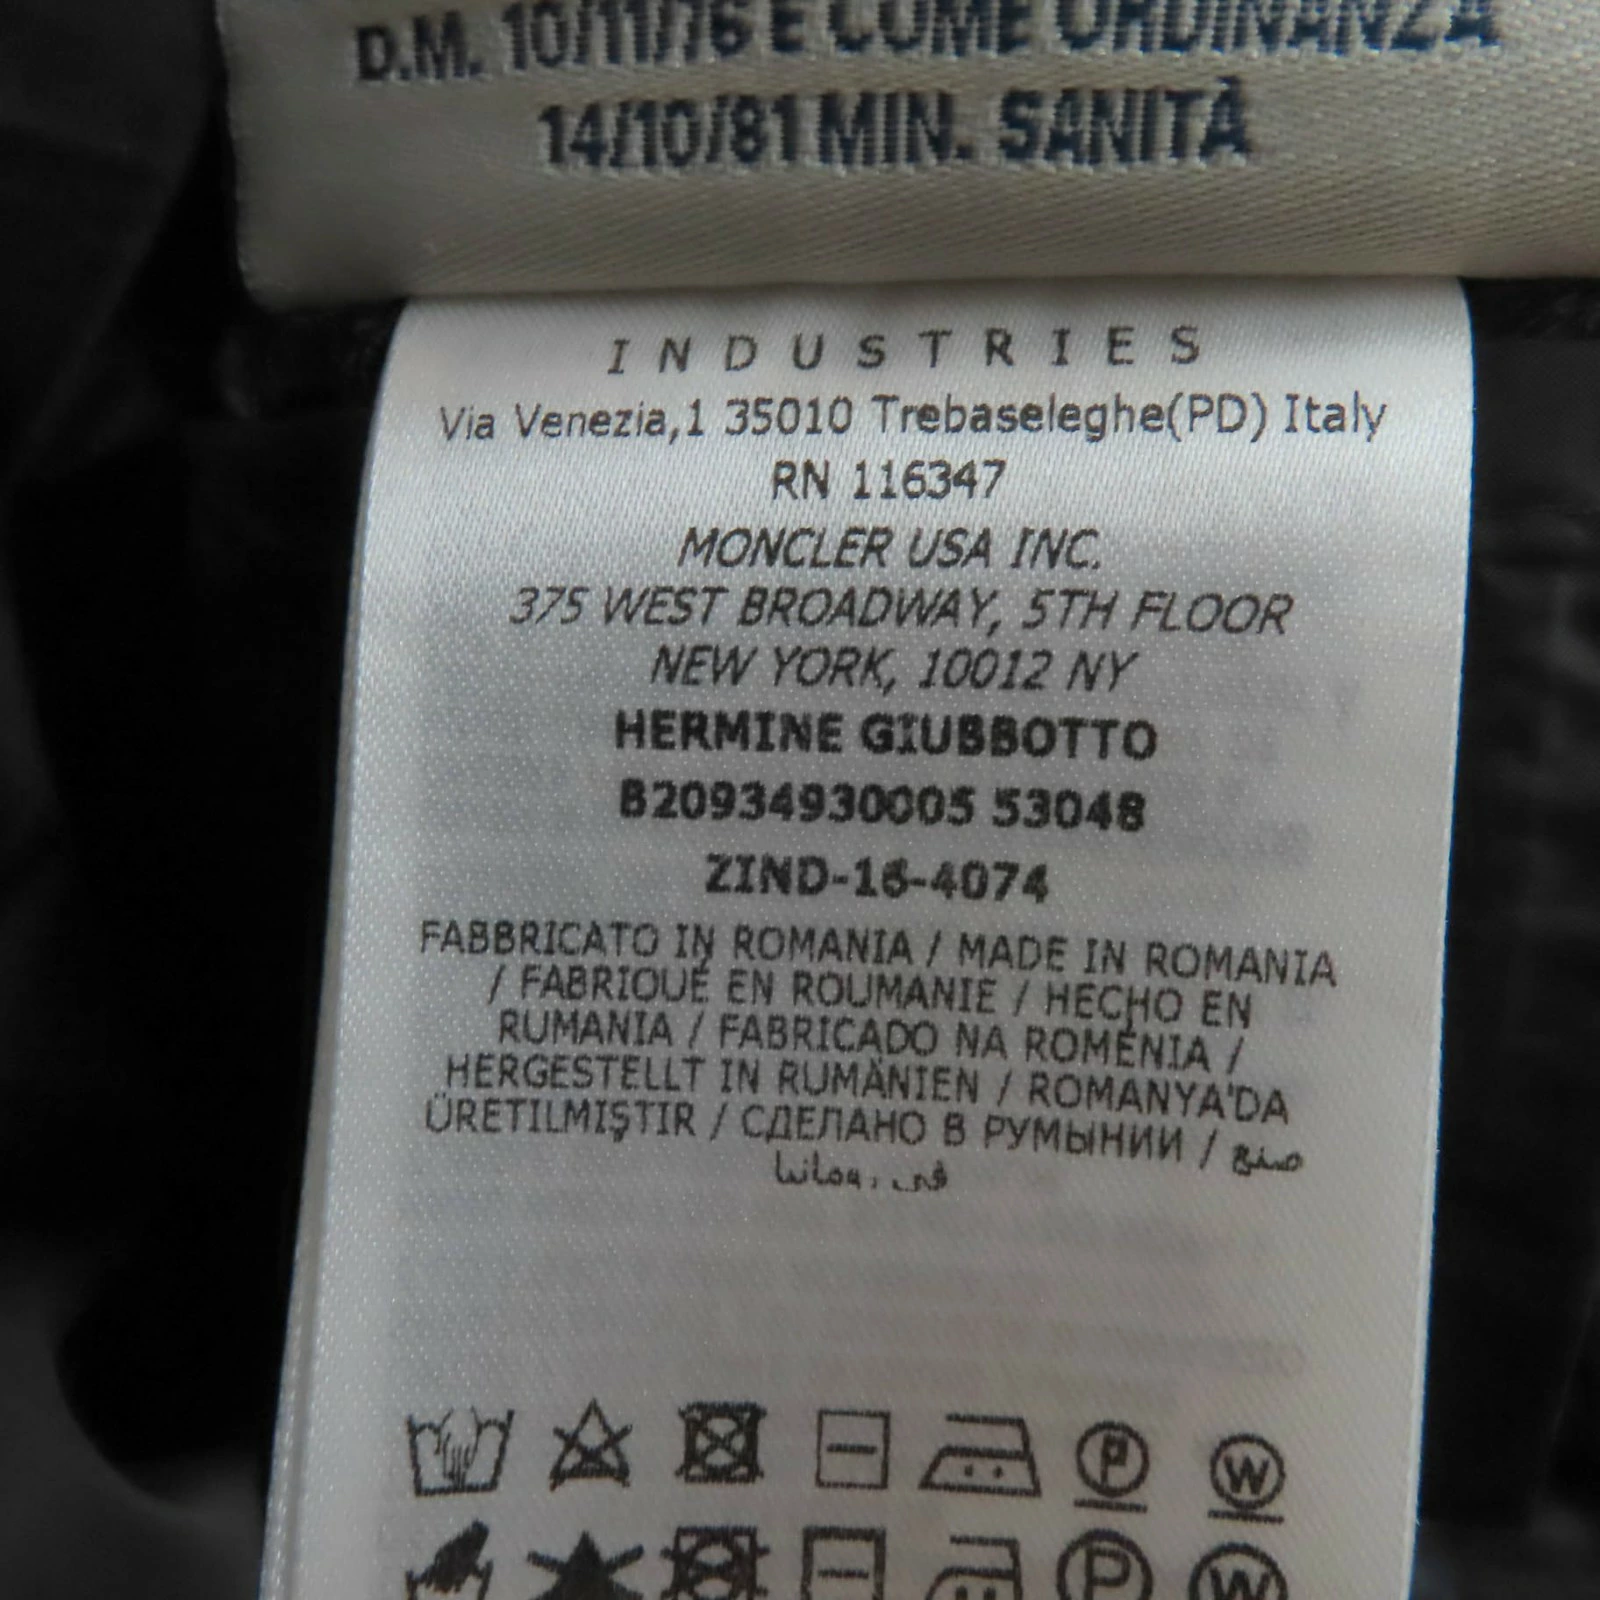 D.M. 10/11/76 E COME ORDINANZA
14/10/81 MIN. SANITÀ
INDUSTRIES
Via Venezia,1 35010 Trebaseleghe(PD) Italy
RN 116347
MONCLER USA INC.
375 WEST BROADWAY, 5TH FLOOR
NEW YORK, 10012 NY
HERMINE GIUBBOTTO
B20934930005 53048
ZIND-16-4074
FABBRICATO IN ROMANIA / MADE IN ROMANIA
/ FABRIQUÉ EN ROUMANIE / HECHO EN
RUMANIA / FABRICADO NA ROMÊNIA /
HERGESTELLT IN RUMÄNIEN / ROMANYA'DA
ÜRETILMIŞTIR / СДЕЛАНО В РУМЫНИИ / صنع
في رومانيا
P W
P W